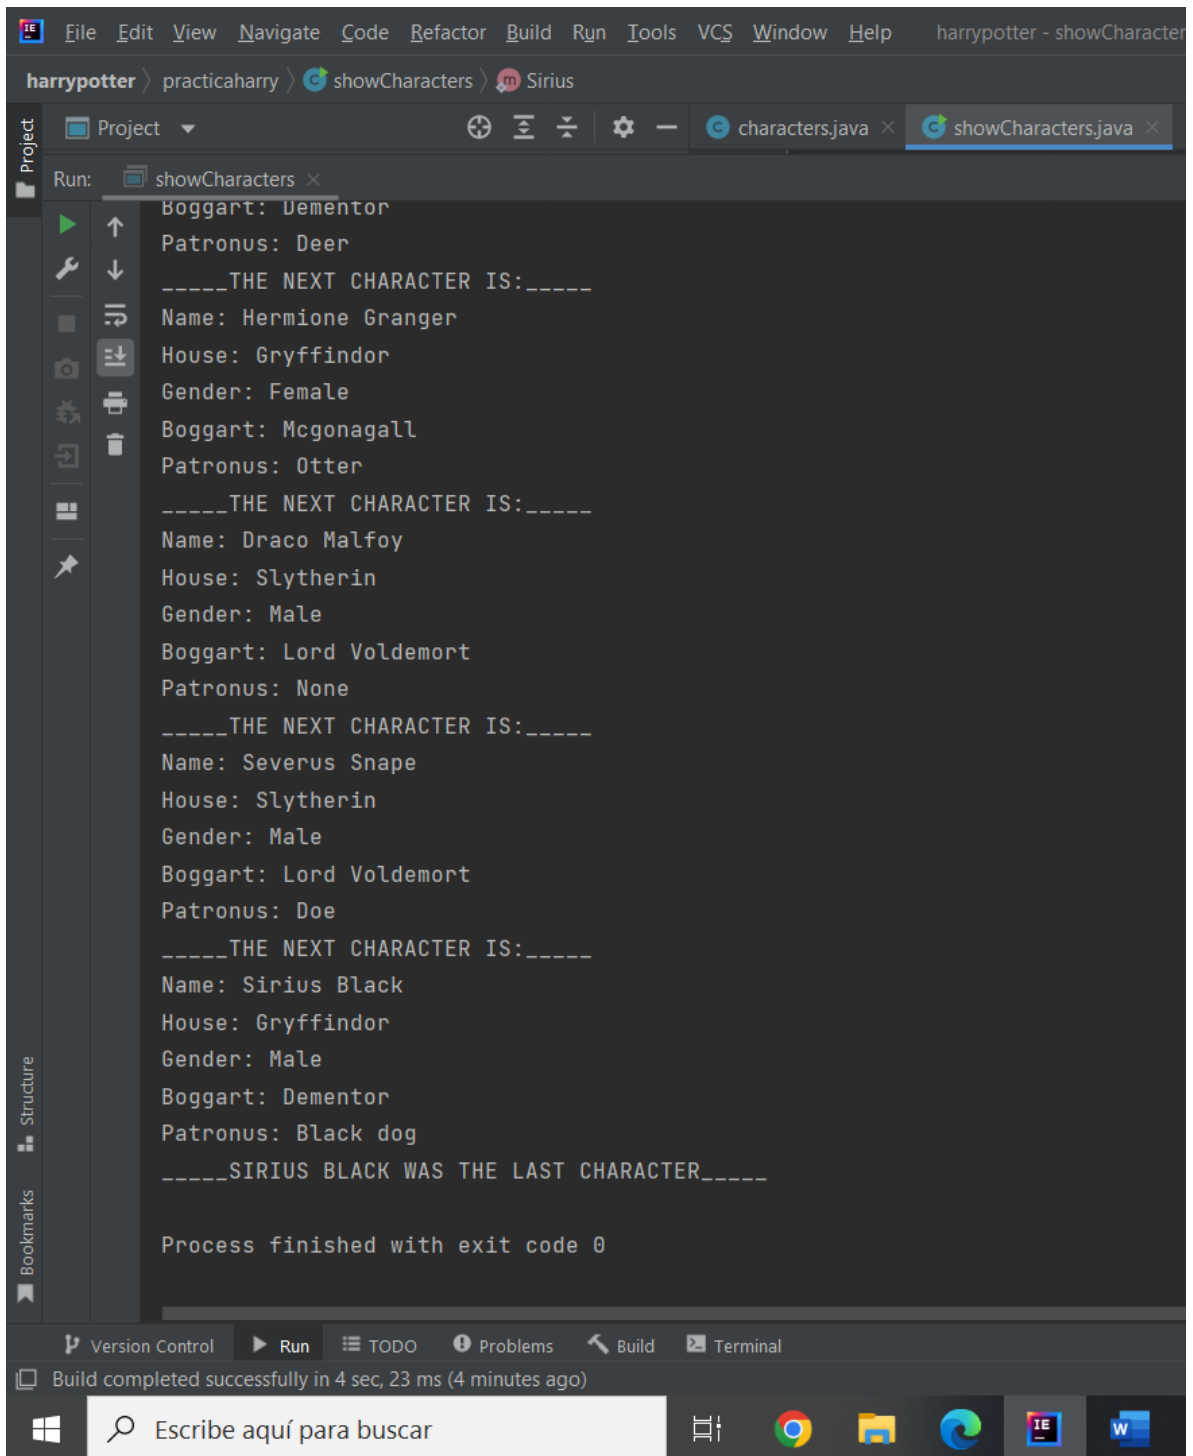 File Edit View Navigate Code Refactor Build Run Tools VCS Window Help harrypotter - showCharacter
harrypotter practicaharry showCharacters m Sirius
Project
Project
characters.java
showCharacters.java
Run: showCharacters
Boggart: Dementor
Patronus: Deer
_____THE NEXT CHARACTER IS:_____
Name: Hermione Granger
House: Gryffindor
Gender: Female
Boggart: Mcgonagall
Patronus: Otter
_____THE NEXT CHARACTER IS:_____
Name: Draco Malfoy
House: Slytherin
Gender: Male
Boggart: Lord Voldemort
Patronus: None
_____THE NEXT CHARACTER IS:_____
Name: Severus Snape
House: Slytherin
Gender: Male
Boggart: Lord Voldemort
Patronus: Doe
_____THE NEXT CHARACTER IS:_____
Name: Sirius Black
House: Gryffindor
Gender: Male
Boggart: Dementor
Patronus: Black dog
_____SIRIUS BLACK WAS THE LAST CHARACTER_____
Process finished with exit code 0
Structure
Bookmarks
Version Control Run TODO Problems Build Terminal
Build completed successfully in 4 sec, 23 ms (4 minutes ago)
Escribe aquí para buscar